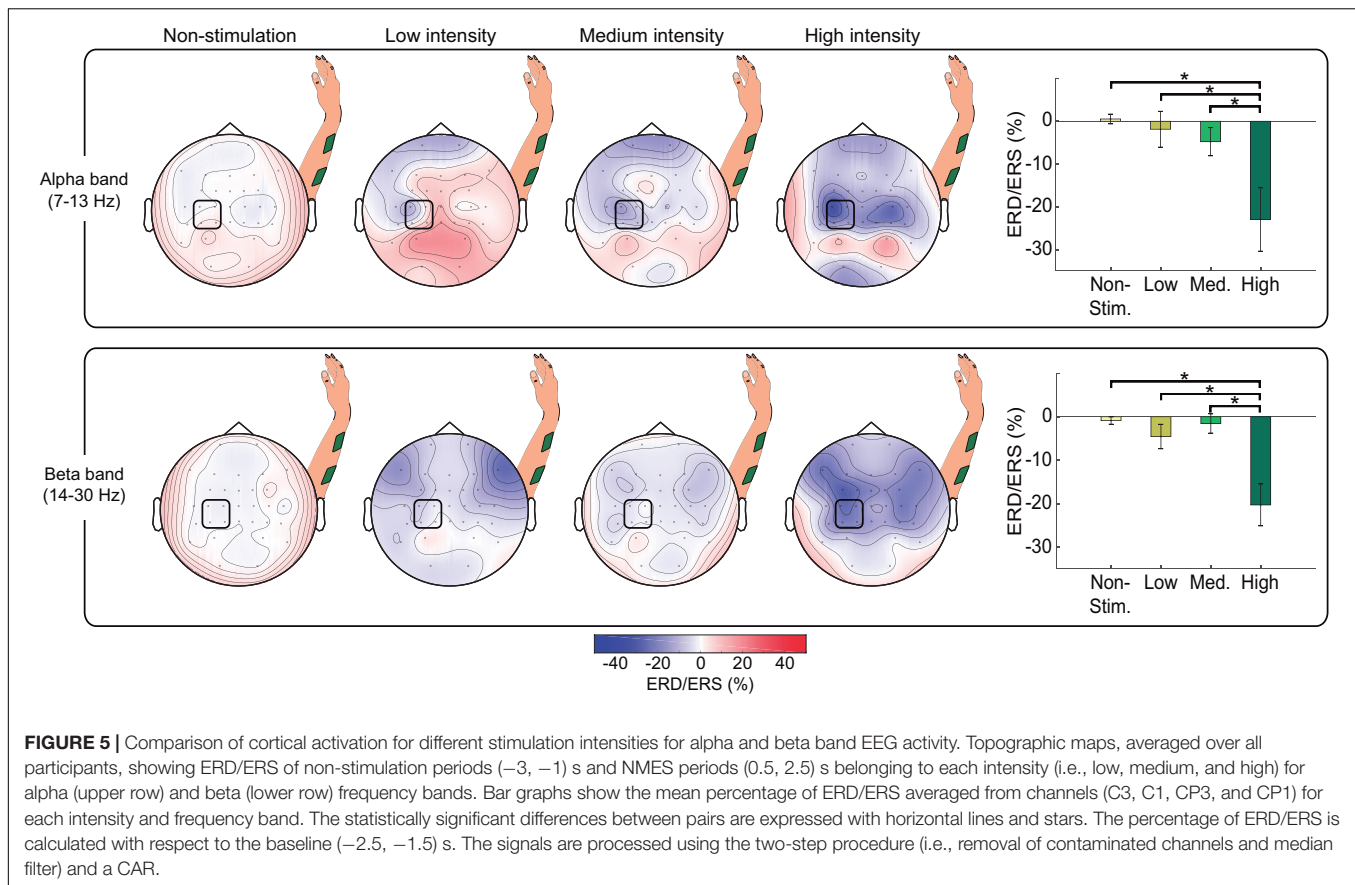 Non-stimulation Low intensity Medium intensity High intensity
Alpha band
(7-13 Hz)
ERD/ERS (%)
0
-10
-20
-30
* 
*
*
Non-
Stim.
Low Med. High
Beta band
(14-30 Hz)
ERD/ERS (%)
0
-10
-20
-30
*
*
*
Non-
Stim.
Low Med. High
-40 -20 0 20 40
ERD/ERS (%)
FIGURE 5 | Comparison of cortical activation for different stimulation intensities for alpha and beta band EEG activity. Topographic maps, averaged over all
participants, showing ERD/ERS of non-stimulation periods (−3, −1) s and NMES periods (0.5, 2.5) s belonging to each intensity (i.e., low, medium, and high) for
alpha (upper row) and beta (lower row) frequency bands. Bar graphs show the mean percentage of ERD/ERS averaged from channels (C3, C1, CP3, and CP1) for
each intensity and frequency band. The statistically significant differences between pairs are expressed with horizontal lines and stars. The percentage of ERD/ERS is
calculated with respect to the baseline (−2.5, −1.5) s. The signals are processed using the two-step procedure (i.e., removal of contaminated channels and median
filter) and a CAR.